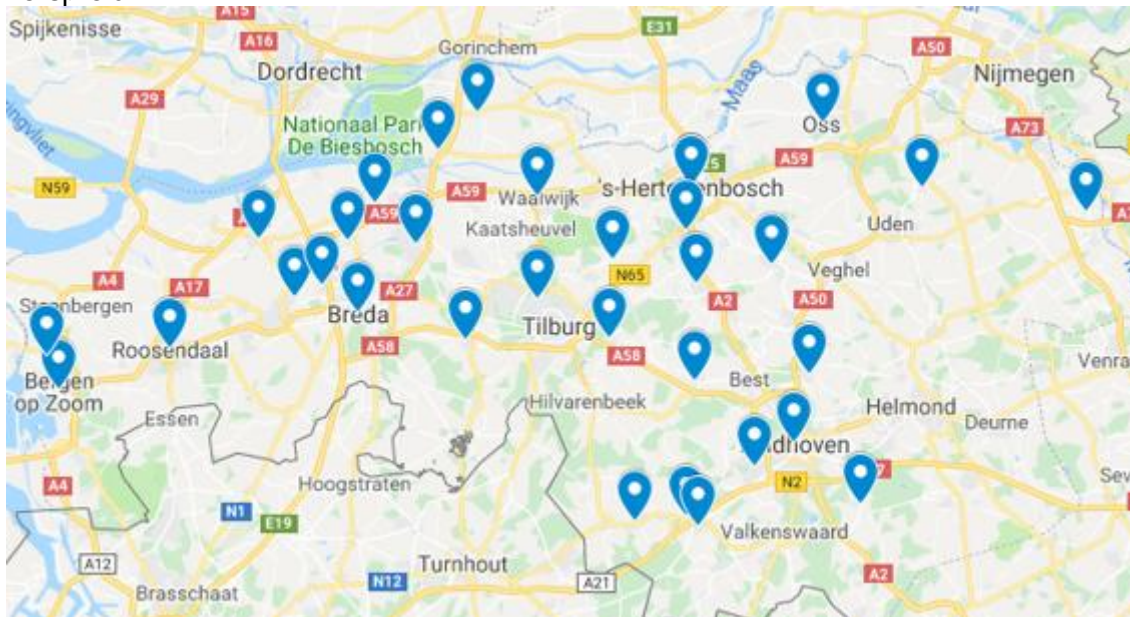 A15
Spijkenisse
A16
E31
A50
Gorinchem
Dordrecht
Nijmegen
A29
Maas
Nationaal Park
De Biesbosch
Oss
A73
A59
N59
A59
Waalwijk
's-Hertogenbosch
A59
Kaatsheuvel
Uden
A4
N65
Veghel
A17
A27
A2
A50
Steenbergen
Breda
Tilburg
Roosendaal
A58
A58
Venra
Bergen
op Zoom
Best
Essen
Hilvarenbeek
Helmond
Deurne
Eindhoven
A4
Hoogstraten
N2
Sev
N1
E19
Valkenswaard
A12
Turnhout
N12
A21
A2
Brasschaat